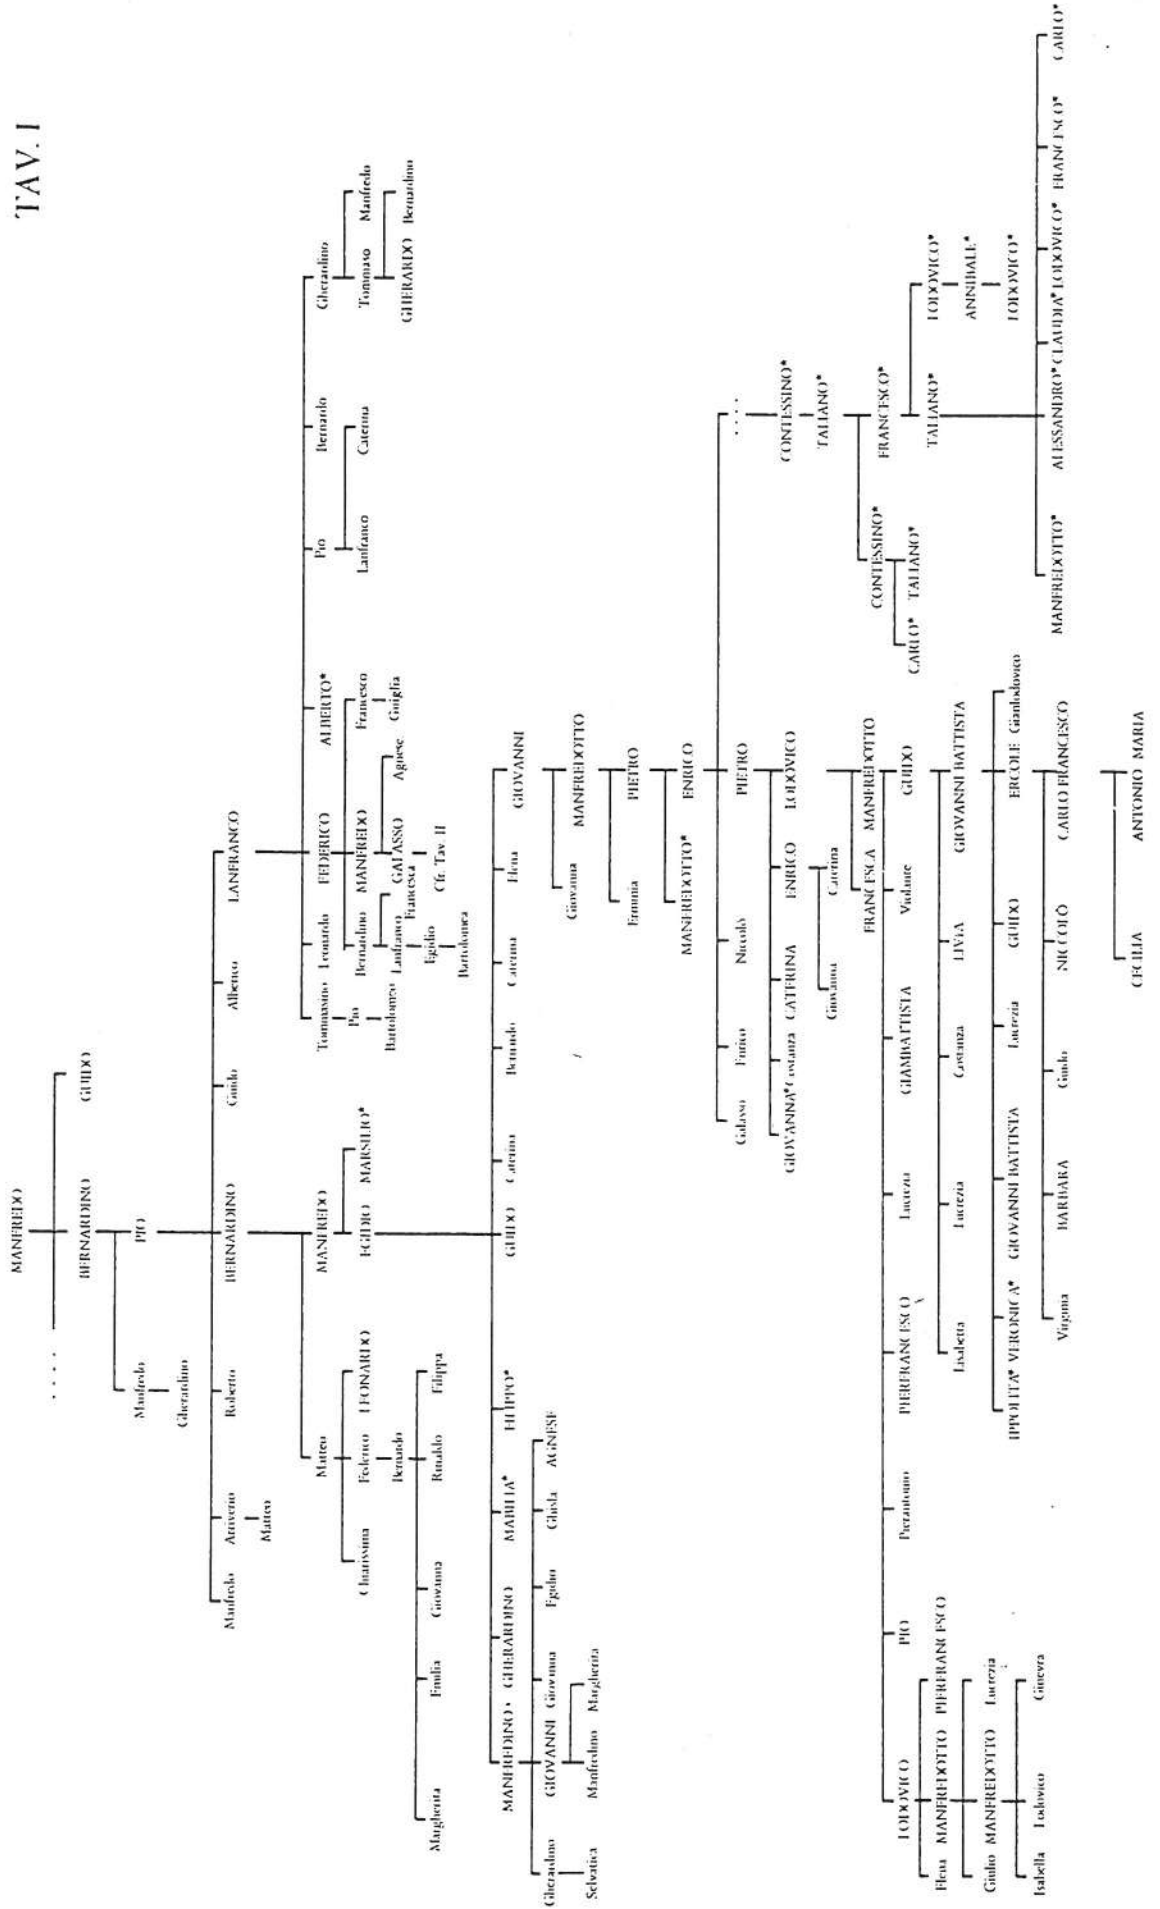 TAV. I
MANFREDO
. . . .
BERNARDINO GUIDO
Manfredo PIO
Gherardino
Manfredo Arriverio Roberto BERNARDINO Guido Alberico LANFRANCO
Matteo
Matteo MANFREDO Tommasino Leonardo FEDERICO ALBERTO* Pio Bernardo Gherardino
Chiarissima Federico LEONARDO EGIDIO MARSILIO* Pio Bernardino MANFREDO Francesco Lanfranco Caterina Tommaso Manfredo
Bernardo Bartolomeo Lanfranco GALASSO Agnese Guiglia GHERARDO Bernardino
Francesca
Margherita Emilia Giovanna Rinaldo Filippa Egidio Cfr. Tav. II
Bartolomea
MANFREDINO* GHERARDINO MABILIA* FILIPPO* GUIDO Caterina Bernardo Caterina Elena GIOVANNI
Gherardino GIOVANNI Giovanna Egidio Ghisla AGNESE
Giovanna MANFREDOTTO
Selvatica Manfredino Margherita
Erminia PIETRO
MANFREDOTTO* ENRICO
Galasso Enrico Niccolò PIETRO . . . .
GIOVANNA* Costanza CATERINA ENRICO LODOVICO CONTESSINO*
Giovanna Caterina TALIANO*
FRANCESCA MANFREDOTTO CONTESSINO* FRANCESCO*
LODOVICO PIO Pierantonio PIERFRANCESCO Lucrezia GIAMBATTISTA Violante GUIDO CARLO* TALIANO*
Elena MANFREDOTTO PIERFRANCESCO Lisabetta Lucrezia Costanza LIVIA GIOVANNI BATTISTA TALIANO* LODOVICO*
ANNIBALE*
Giulio MANFREDOTTO Lucrezia
IPPOLITA* VERONICA* GIOVANNI BATTISTA Lucrezia GUIDO ERCOLE Gianlodovico LODOVICO*
Isabella Lodovico Ginevra
Virginia BARBARA Guido NICCOLÒ CARLO FRANCESCO MANFREDOTTO* ALESSANDRO* CLAUDIA* LODOVICO* FRANCESCO* CARLO*
CECILIA ANTONIO MARIA